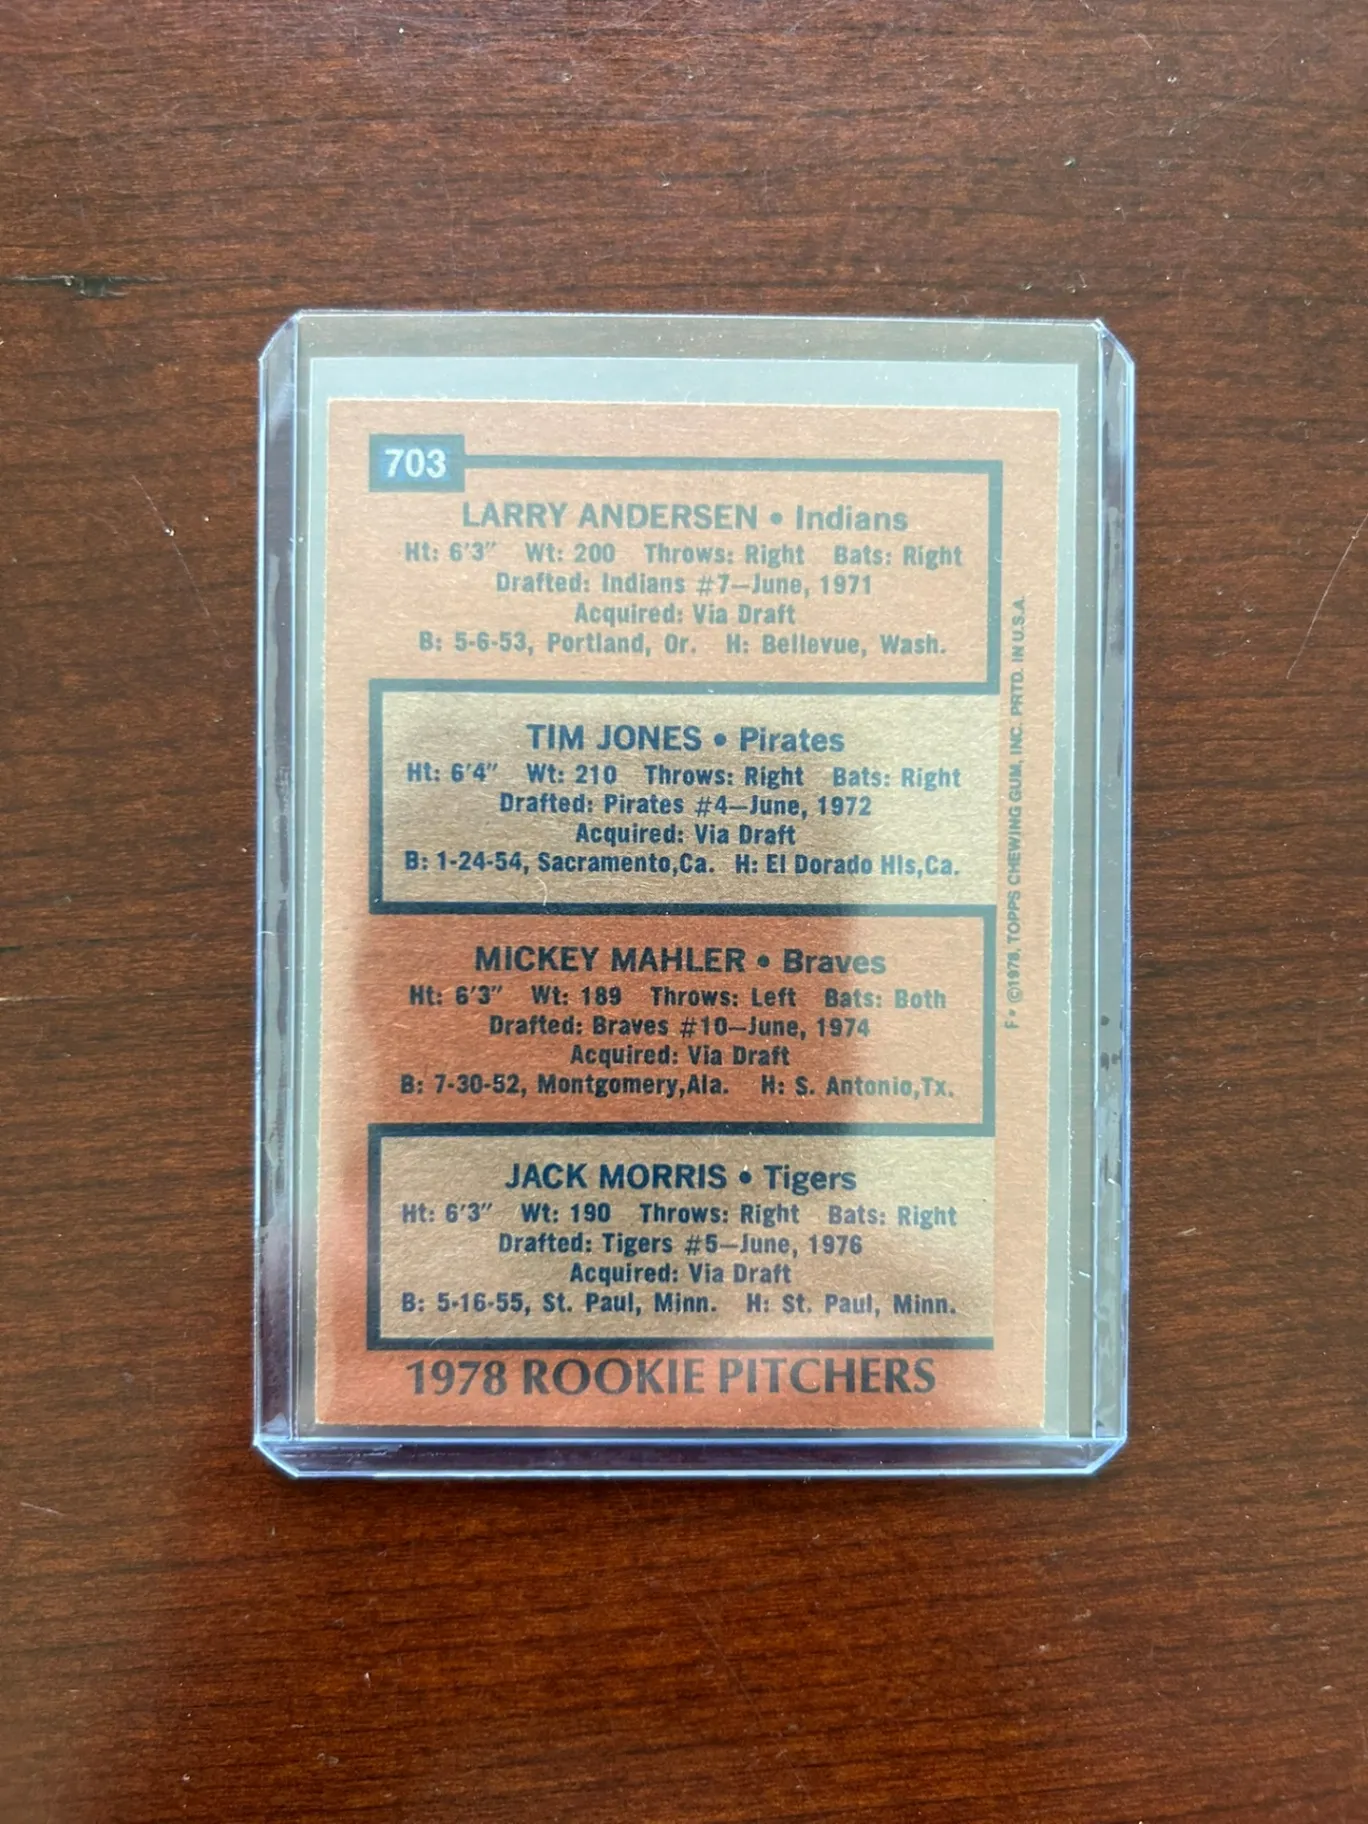 703
LARRY ANDERSEN • Indians
Ht: 6'3" Wt: 200 Throws: Right Bats: Right
Drafted: Indians #7—June, 1971
Acquired: Via Draft
B: 5-6-53, Portland, Or. H: Bellevue, Wash.
TIM JONES • Pirates
Ht: 6'4" Wt: 210 Throws: Right Bats: Right
Drafted: Pirates #4—June, 1972
Acquired: Via Draft
B: 1-24-54, Sacramento,Ca. H: El Dorado Hls,Ca.
MICKEY MAHLER • Braves
Ht: 6'3" Wt: 189 Throws: Left Bats: Both
Drafted: Braves #10—June, 1974
Acquired: Via Draft
B: 7-30-52, Montgomery,Ala. H: S. Antonio,Tx.
JACK MORRIS • Tigers
Ht: 6'3" Wt: 190 Throws: Right Bats: Right
Drafted: Tigers #5—June, 1976
Acquired: Via Draft
B: 5-16-55, St. Paul, Minn. H: St. Paul, Minn.
1978 ROOKIE PITCHERS
F• ©1978, TOPPS CHEWING GUM, INC. PRTD. IN U.S.A.